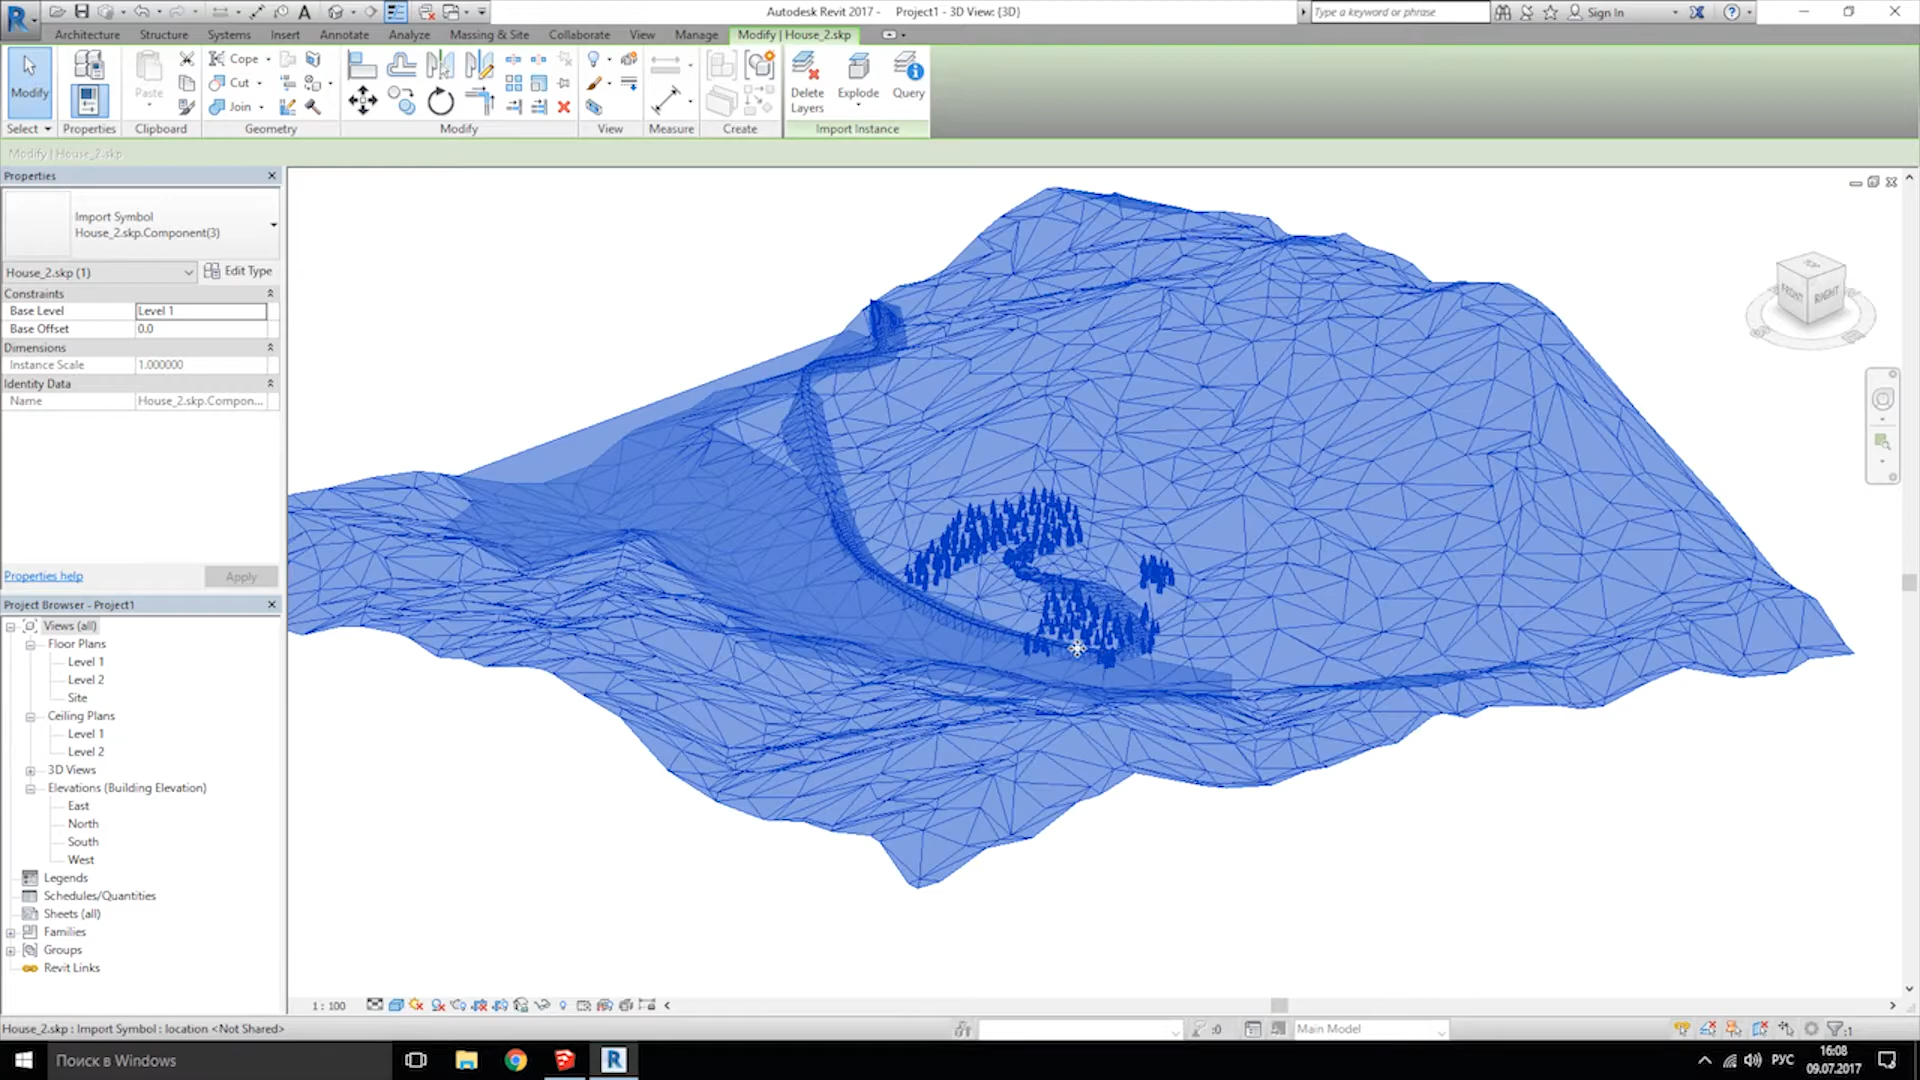 Autodesk Revit 2017 - Project1 - 3D View: {3D}
Type a keyword or phrase
Sign In
Architecture Structure Systems Insert Annotate Analyze Massing & Site Collaborate View Manage Modify | House_2.skp
Modify
Paste
Cope
Cut
Join
Delete Layers
Explode
Query
Select Properties Clipboard Geometry Modify View Measure Create Import Instance
Modify | House_2.skp
Properties
Import Symbol
House_2.skp.Component(3)
House_2.skp (1)
Edit Type
Constraints
Base Level Level 1
Base Offset 0.0
Dimensions
Instance Scale 1.000000
Identity Data
Name House_2.skp.Compon...
Properties help
Apply
Project Browser - Project1
Views (all)
Floor Plans
Level 1
Level 2
Site
Ceiling Plans
Level 1
Level 2
3D Views
Elevations (Building Elevation)
East
North
South
West
Legends
Schedules/Quantities
Sheets (all)
Families
Groups
Revit Links
TOP
FRONT
RIGHT
1 : 100
House_2.skp : Import Symbol : location <Not Shared>
:0
Main Model
:1
Поиск в Windows
РУС
16:08
09.07.2017